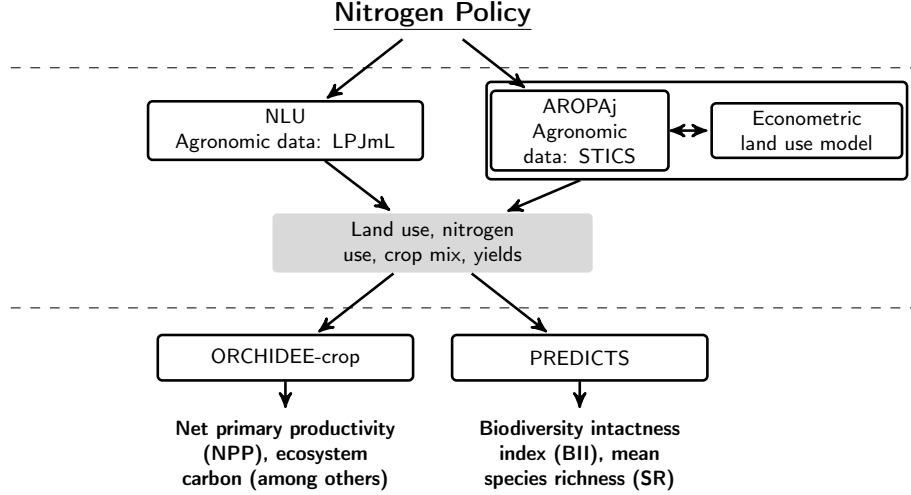 Nitrogen Policy
NLU
Agronomic data: LPJmL
AROPAj
Agronomic
data: STICS
Econometric
land use model
Land use, nitrogen
use, crop mix, yields
ORCHIDEE-crop
PREDICTS
Net primary productivity
(NPP), ecosystem
carbon (among others)
Biodiversity intactness
index (BII), mean
species richness (SR)